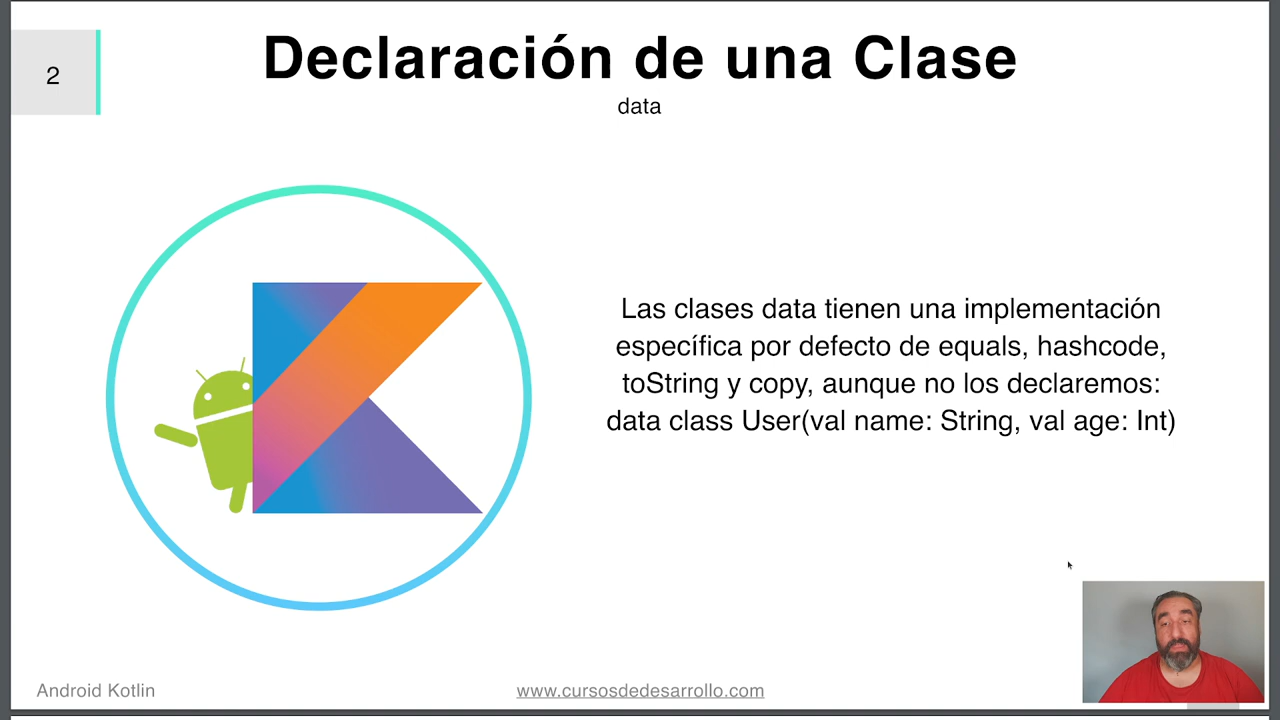 2
Declaración de una Clase
data
Las clases data tienen una implementación
específica por defecto de equals, hashcode,
toString y copy, aunque no los declaremos:
data class User(val name: String, val age: Int)
Android Kotlin
www.cursosdedesarrollo.com